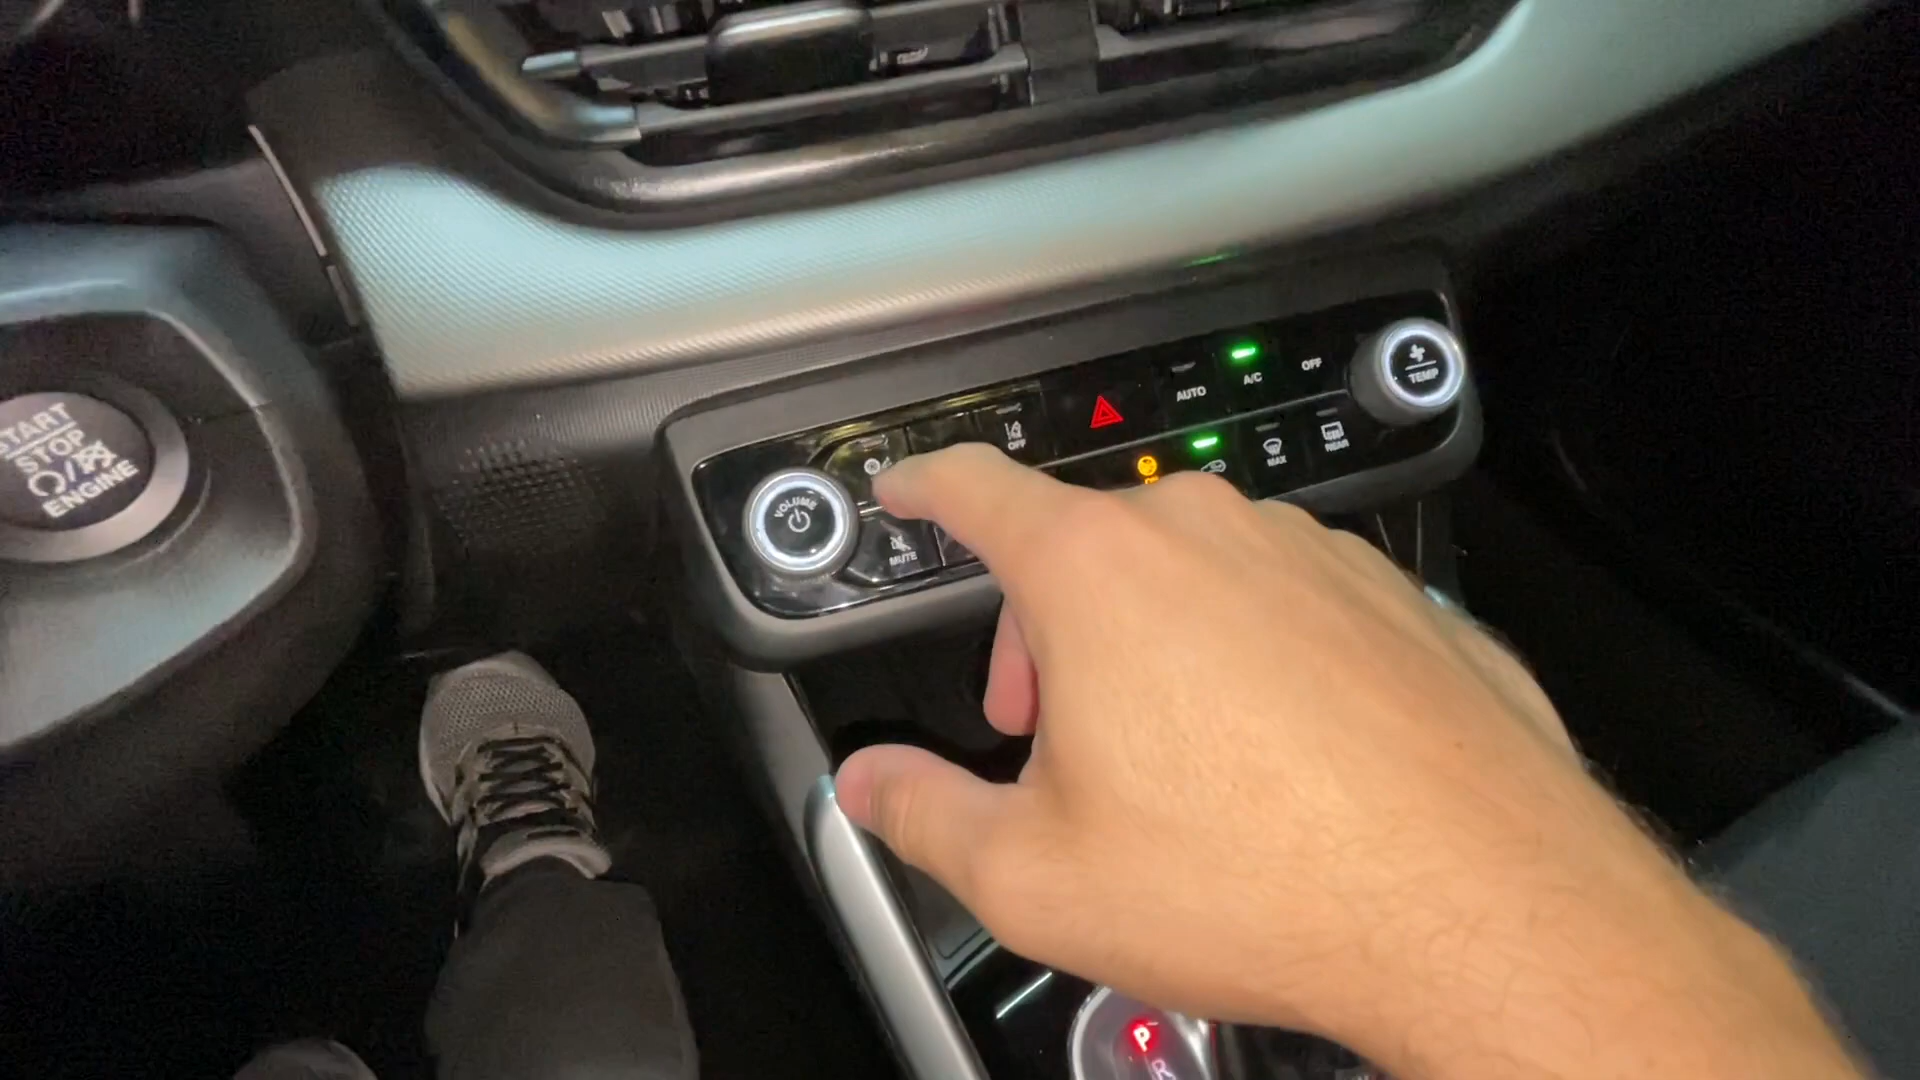 START
STOP
ENGINE
VOLUME
MUTE
OFF
AUTO
A/C
OFF
TEMP
MAX
REAR
P
R